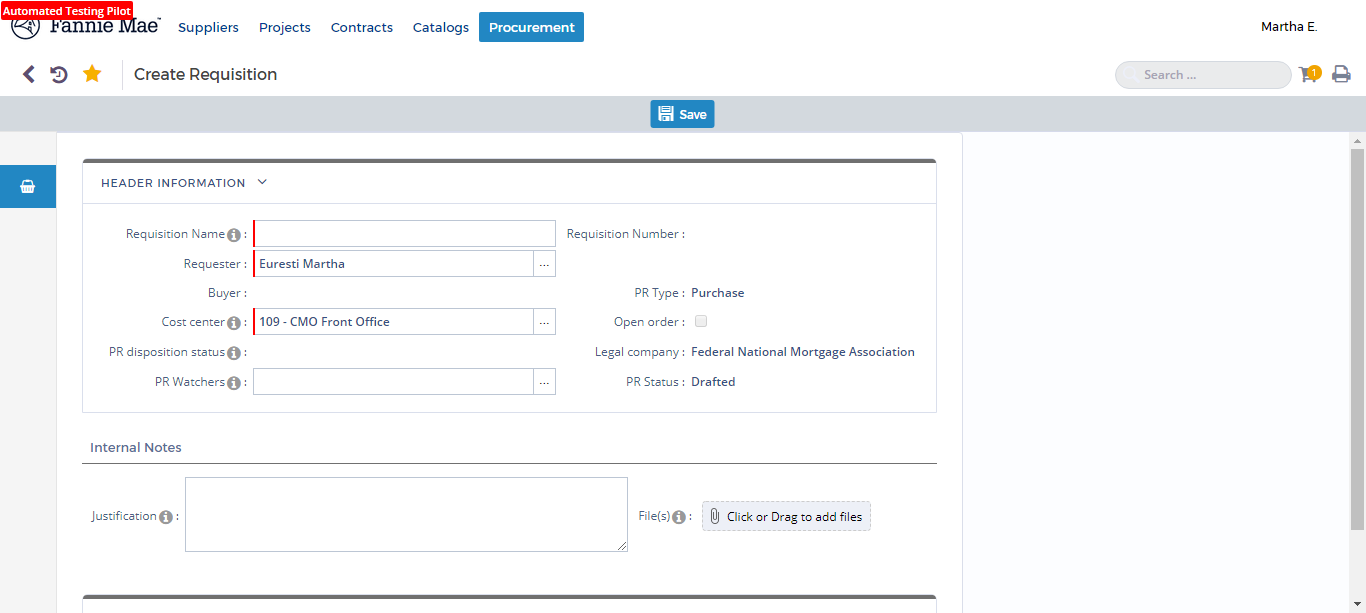 Automated Testing Pilot
Fannie Mae™ Suppliers Projects Contracts Catalogs Procurement Martha E.
Create Requisition Search ... 1
Save
HEADER INFORMATION
Requisition Name : Requisition Number :
Requester : Euresti Martha ...
Buyer : PR Type : Purchase
Cost center : 109 - CMO Front Office ... Open order :
PR disposition status : Legal company : Federal National Mortgage Association
PR Watchers : ... PR Status : Drafted
Internal Notes
Justification : File(s) : Click or Drag to add files